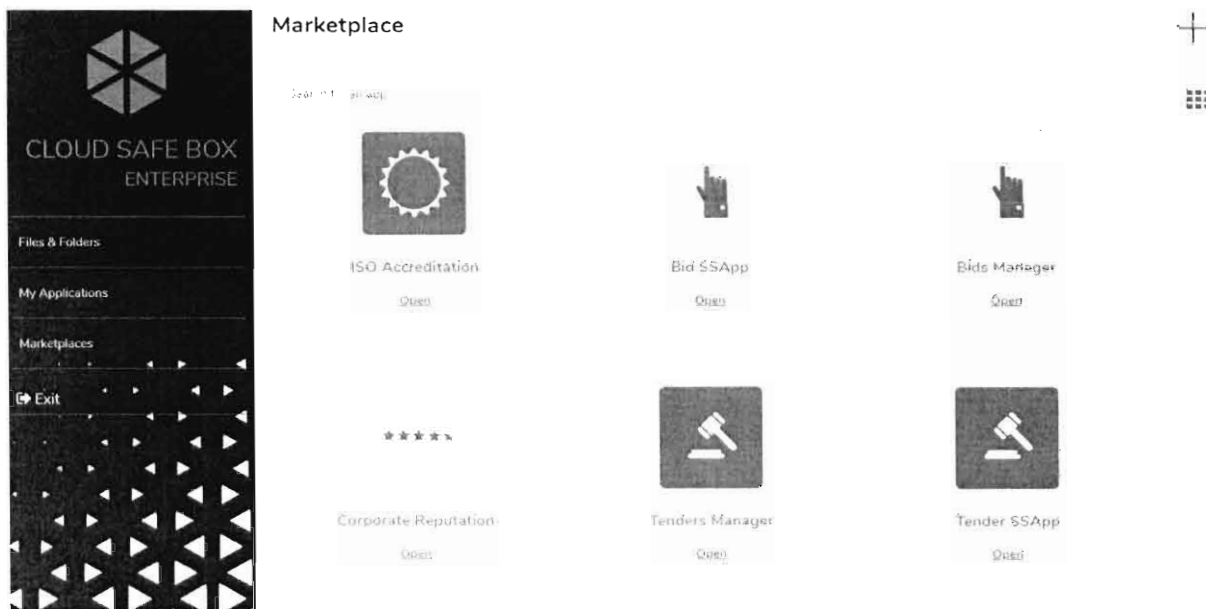 Marketplace
CLOUD SAFE BOX
ENTERPRISE
Files & Folders
My Applications
Marketplaces
Exit
app
ISO Accreditation
Open
Bid SSApp
Open
Bids Manager
Open
Corporate Reputation
Open
Tenders Manager
Open
Tender SSApp
Open